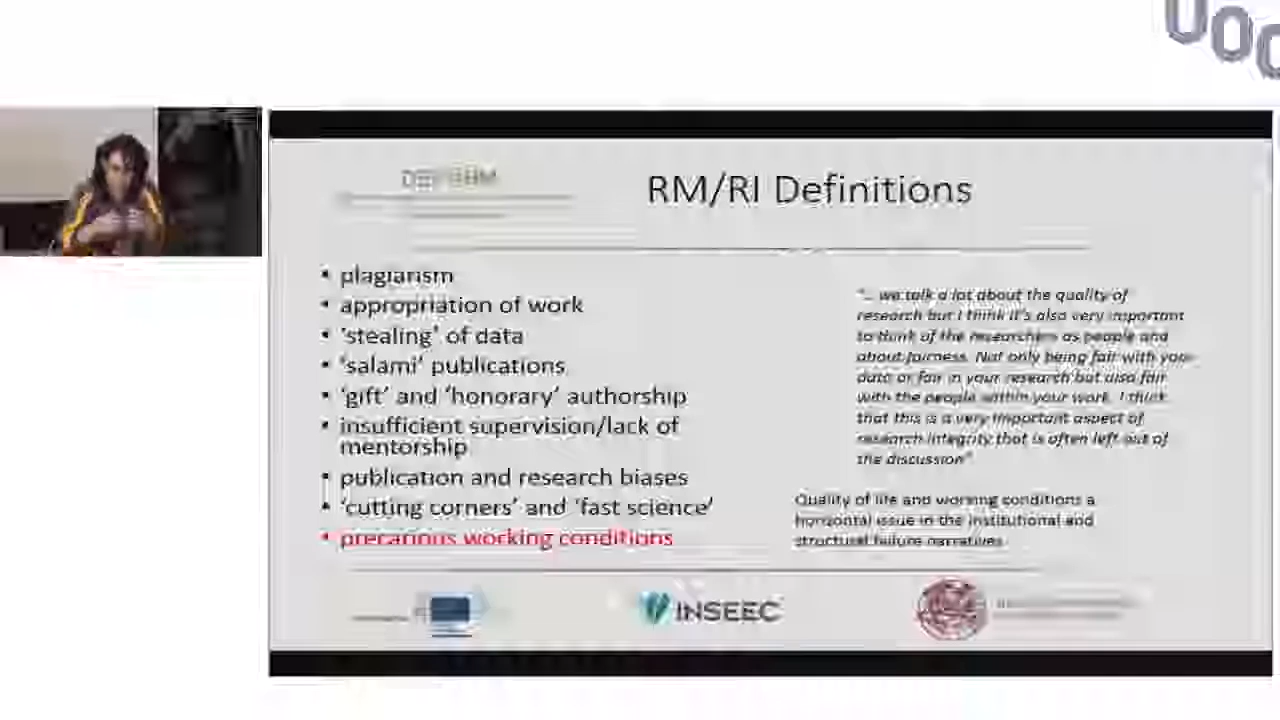 UOC
RM/RI Definitions
• plagiarism
• appropriation of work
• 'stealing' of data
• 'salami' publications
• 'gift' and 'honorary' authorship
• insufficient supervision/lack of
mentorship
• publication and research biases
• 'cutting corners' and 'fast science'
• precarious working conditions
"… we talk a lot about the quality of
research but I think it's also very important
to think of the researchers as people and
about fairness. Not only being fair with your
data or fair in your research but also fair
with the people within your work. I think
that this is a very important aspect of
research integrity that is often left out of
the discussion"
Quality of life and working conditions a
horizontal issue in the institutional and
structural failure narratives
INSEEC